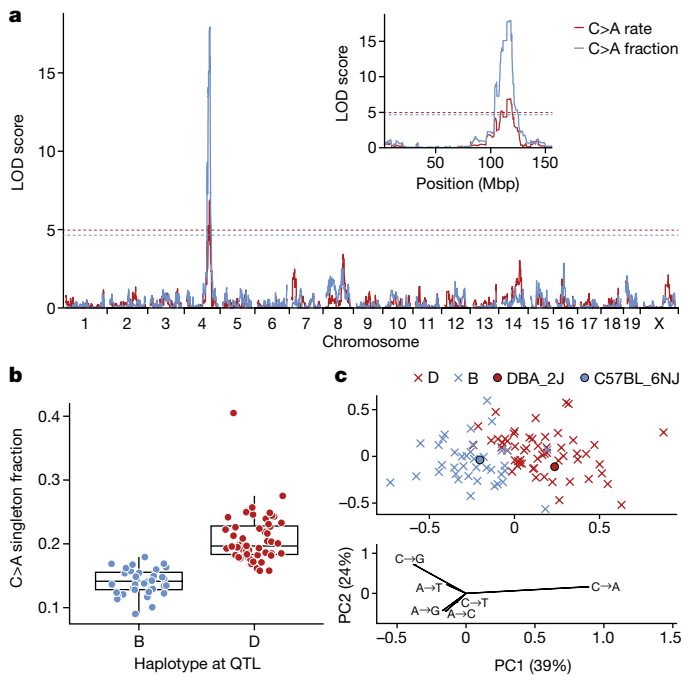 a
LOD score
15
10
5
0
1 2 3 4 5 6 7 8 9 10 11 12 13 14 15 16 17 18 19 X
Chromosome
LOD score
15
10
5
0
50 100 150
Position (Mbp)
C>A rate
C>A fraction
b
C>A singleton fraction
0.4
0.3
0.2
0.1
B D
Haplotype at QTL
c
D B DBA_2J C57BL_6NJ
0.5
0
−0.5
−0.5 0 0.5
PC2 (24%)
1
0
C→G
A→T
C→T
A→G
A→C
C→A
−0.5 0 0.5 1.0 1.5
PC1 (39%)